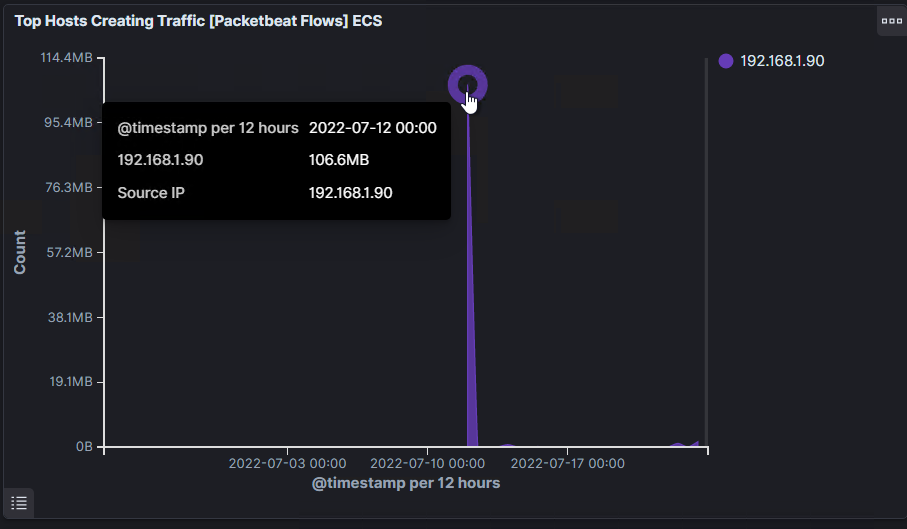 Top Hosts Creating Traffic [Packetbeat Flows] ECS
114.4MB
95.4MB
76.3MB
57.2MB
38.1MB
19.1MB
0B
Count
@timestamp per 12 hours 2022-07-12 00:00
192.168.1.90 106.6MB
Source IP 192.168.1.90
192.168.1.90
2022-07-03 00:00 2022-07-10 00:00 2022-07-17 00:00
@timestamp per 12 hours